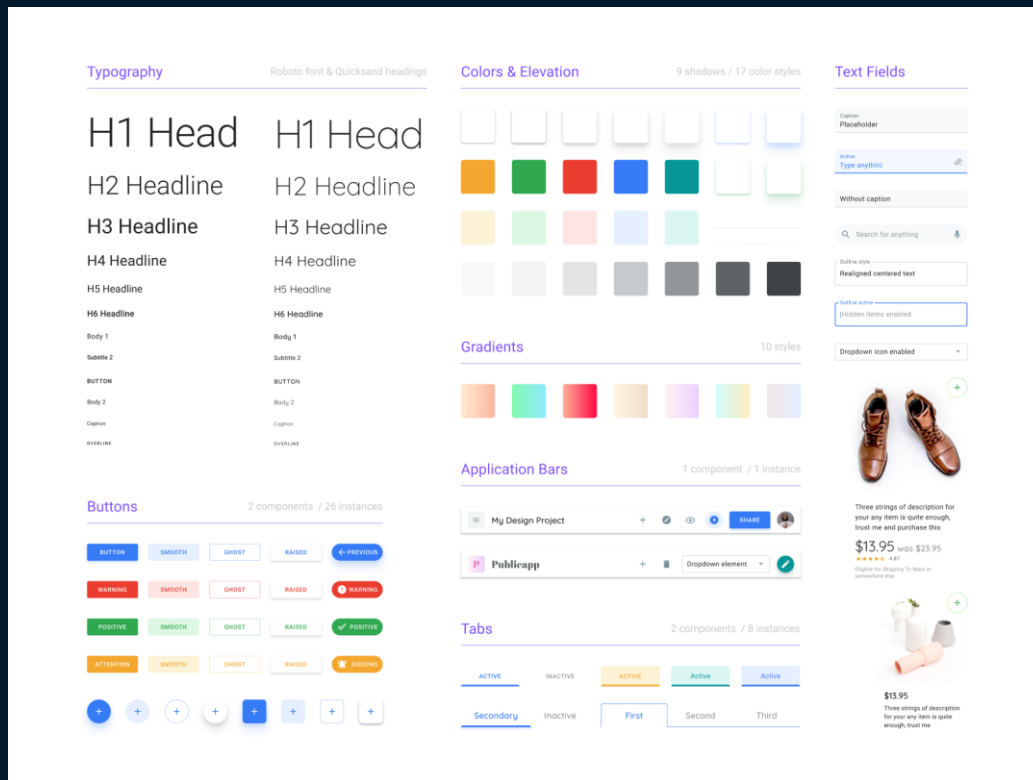 Typography
Roboto font & Quicksand headings
H1 Head
H1 Head
H2 Headline
H2 Headline
H3 Headline
H3 Headline
H4 Headline
H4 Headline
H5 Headline
H5 Headline
H6 Headline
H6 Headline
Body 1
Body 1
Subtitle 2
Subtitle 2
BUTTON
BUTTON
Body 2
Body 2
Caption
Caption
OVERLINE
OVERLINE
Buttons
2 components / 26 instances
BUTTON
SMOOTH
GHOST
RAISED
PREVIOUS
WARNING
SMOOTH
GHOST
RAISED
WARNING
POSITIVE
SMOOTH
GHOST
RAISED
POSITIVE
ATTENTION
SMOOTH
GHOST
RAISED
DODONG
Colors & Elevation
9 shadows / 17 color styles
Gradients
10 styles
Application Bars
1 component / 1 instance
My Design Project
SHARE
P
Publicapp
Dropdown element
Tabs
2 components / 8 instances
ACTIVE
INACTIVE
ACTIVE
Active
Active
Secondary
Inactive
First
Second
Third
Text Fields
Caption
Placeholder
Active
Type anythin
Without caption
Search for anything
Outline style
Realigned centered text
Outline active
Hidden items enabled
Dropdown icon enabled
Three strings of description for
your any item is quite enough,
trust me and purchase this
$13.95 was $23.95
4.87
Eligible for Shipping To Mars or
somewhere else
$13.95
Three strings of description
for your any item is quite
enough, trust me